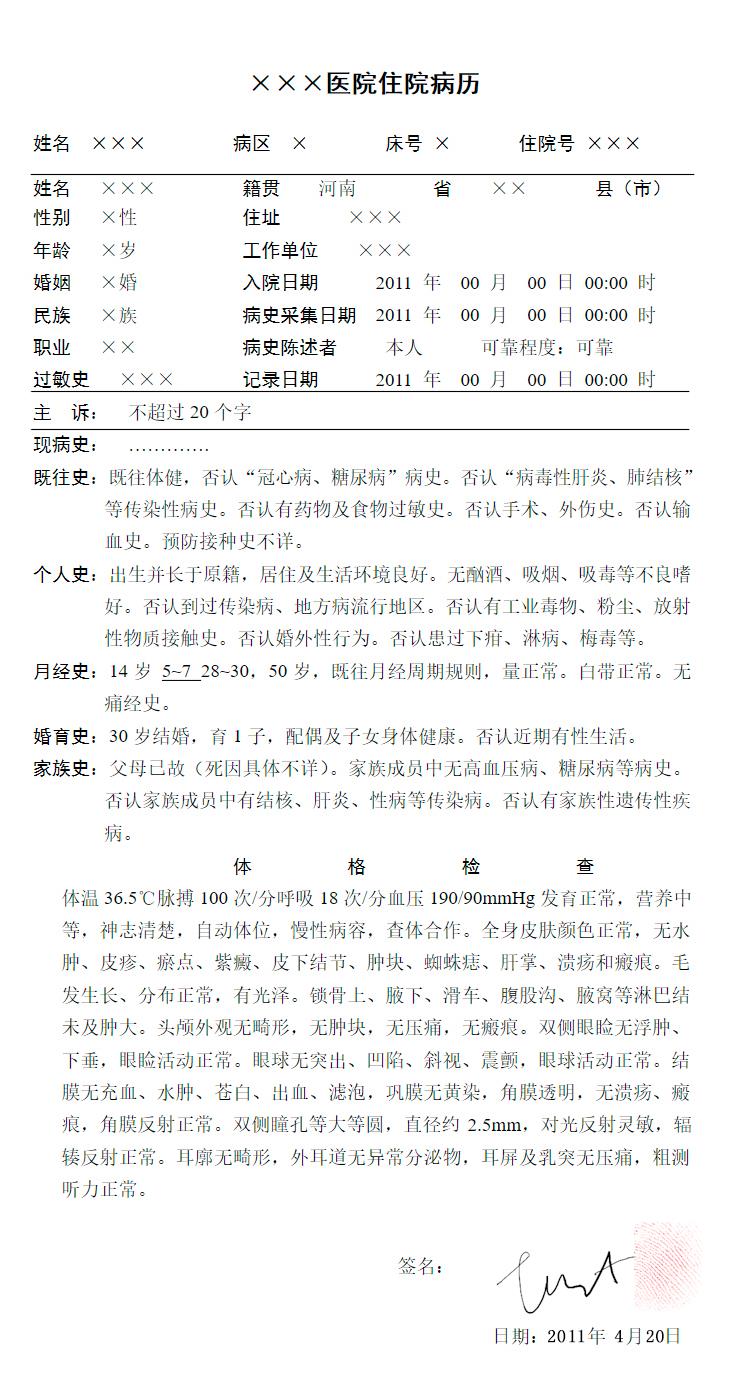 ×××医院住院病历
姓名 ××× 病区 × 床号 × 住院号 ×××
姓名 ××× 籍贯 河南 省 ×× 县（市）
性别 ×性 住址 ×××
年龄 ×岁 工作单位 ×××
婚姻 ×婚 入院日期 2011 年 00 月 00 日 00:00 时
民族 ×族 病史采集日期 2011 年 00 月 00 日 00:00 时
职业 ×× 病史陈述者 本人 可靠程度：可靠
过敏史 ××× 记录日期 2011 年 00 月 00 日 00:00 时
主 诉： 不超过 20 个字
现病史： ………….
既往史：既往体健，否认“冠心病、糖尿病”病史。否认“病毒性肝炎、肺结核”
等传染性病史。否认有药物及食物过敏史。否认手术、外伤史。否认输
血史。预防接种史不详。
个人史：出生并长于原籍，居住及生活环境良好。无酗酒、吸烟、吸毒等不良嗜
好。否认到过传染病、地方病流行地区。否认有工业毒物、粉尘、放射
性物质接触史。否认婚外性行为。否认患过下疳、淋病、梅毒等。
月经史：14 岁 5~7 28~30，50 岁，既往月经周期规则，量正常。白带正常。无
痛经史。
婚育史：30 岁结婚，育 1 子，配偶及子女身体健康。否认近期有性生活。
家族史：父母已故（死因具体不详）。家族成员中无高血压病、糖尿病等病史。
否认家族成员中有结核、肝炎、性病等传染病。否认有家族性遗传性疾
病。
体 格 检 查
体温 36.5℃脉搏 100 次/分呼吸 18 次/分血压 190/90mmHg 发育正常，营养中
等，神志清楚，自动体位，慢性病容，查体合作。全身皮肤颜色正常，无水
肿、皮疹、瘀点、紫癜、皮下结节、肿块、蜘蛛痣、肝掌、溃疡和瘢痕。毛
发生长、分布正常，有光泽。锁骨上、腋下、滑车、腹股沟、腋窝等淋巴结
未及肿大。头颅外观无畸形，无肿块，无压痛，无瘢痕。双侧眼睑无浮肿、
下垂，眼睑活动正常。眼球无突出、凹陷、斜视、震颤，眼球活动正常。结
膜无充血、水肿、苍白、出血、滤泡，巩膜无黄染，角膜透明，无溃疡、瘢
痕，角膜反射正常。双侧瞳孔等大等圆，直径约 2.5mm，对光反射灵敏，辐
辏反射正常。耳廓无畸形，外耳道无异常分泌物，耳屏及乳突无压痛，粗测
听力正常。
签名：
日期：2011年 4月20日